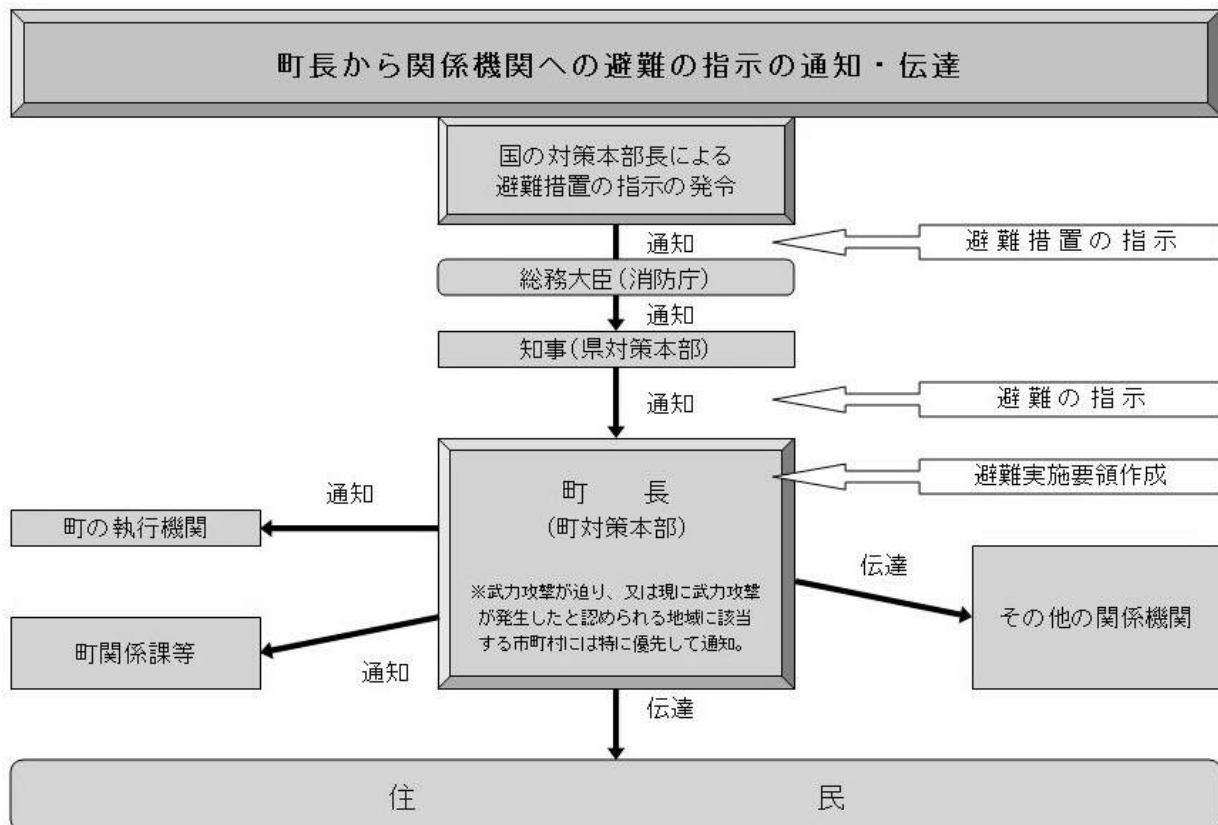 町長から関係機関への避難の指示の通知・伝達
国の対策本部長による
避難措置の指示の発令
通知
避難措置の指示
総務大臣(消防庁)
通知
知事(県対策本部)
通知
避難の指示
避難実施要領作成
町　長
(町対策本部)
※武力攻撃が迫り、又は現に武力攻撃
が発生したと認められる地域に該当
する市町村には特に優先して通知。
通知
町の執行機関
伝達
その他の関係機関
町関係課等
通知
伝達
住　民